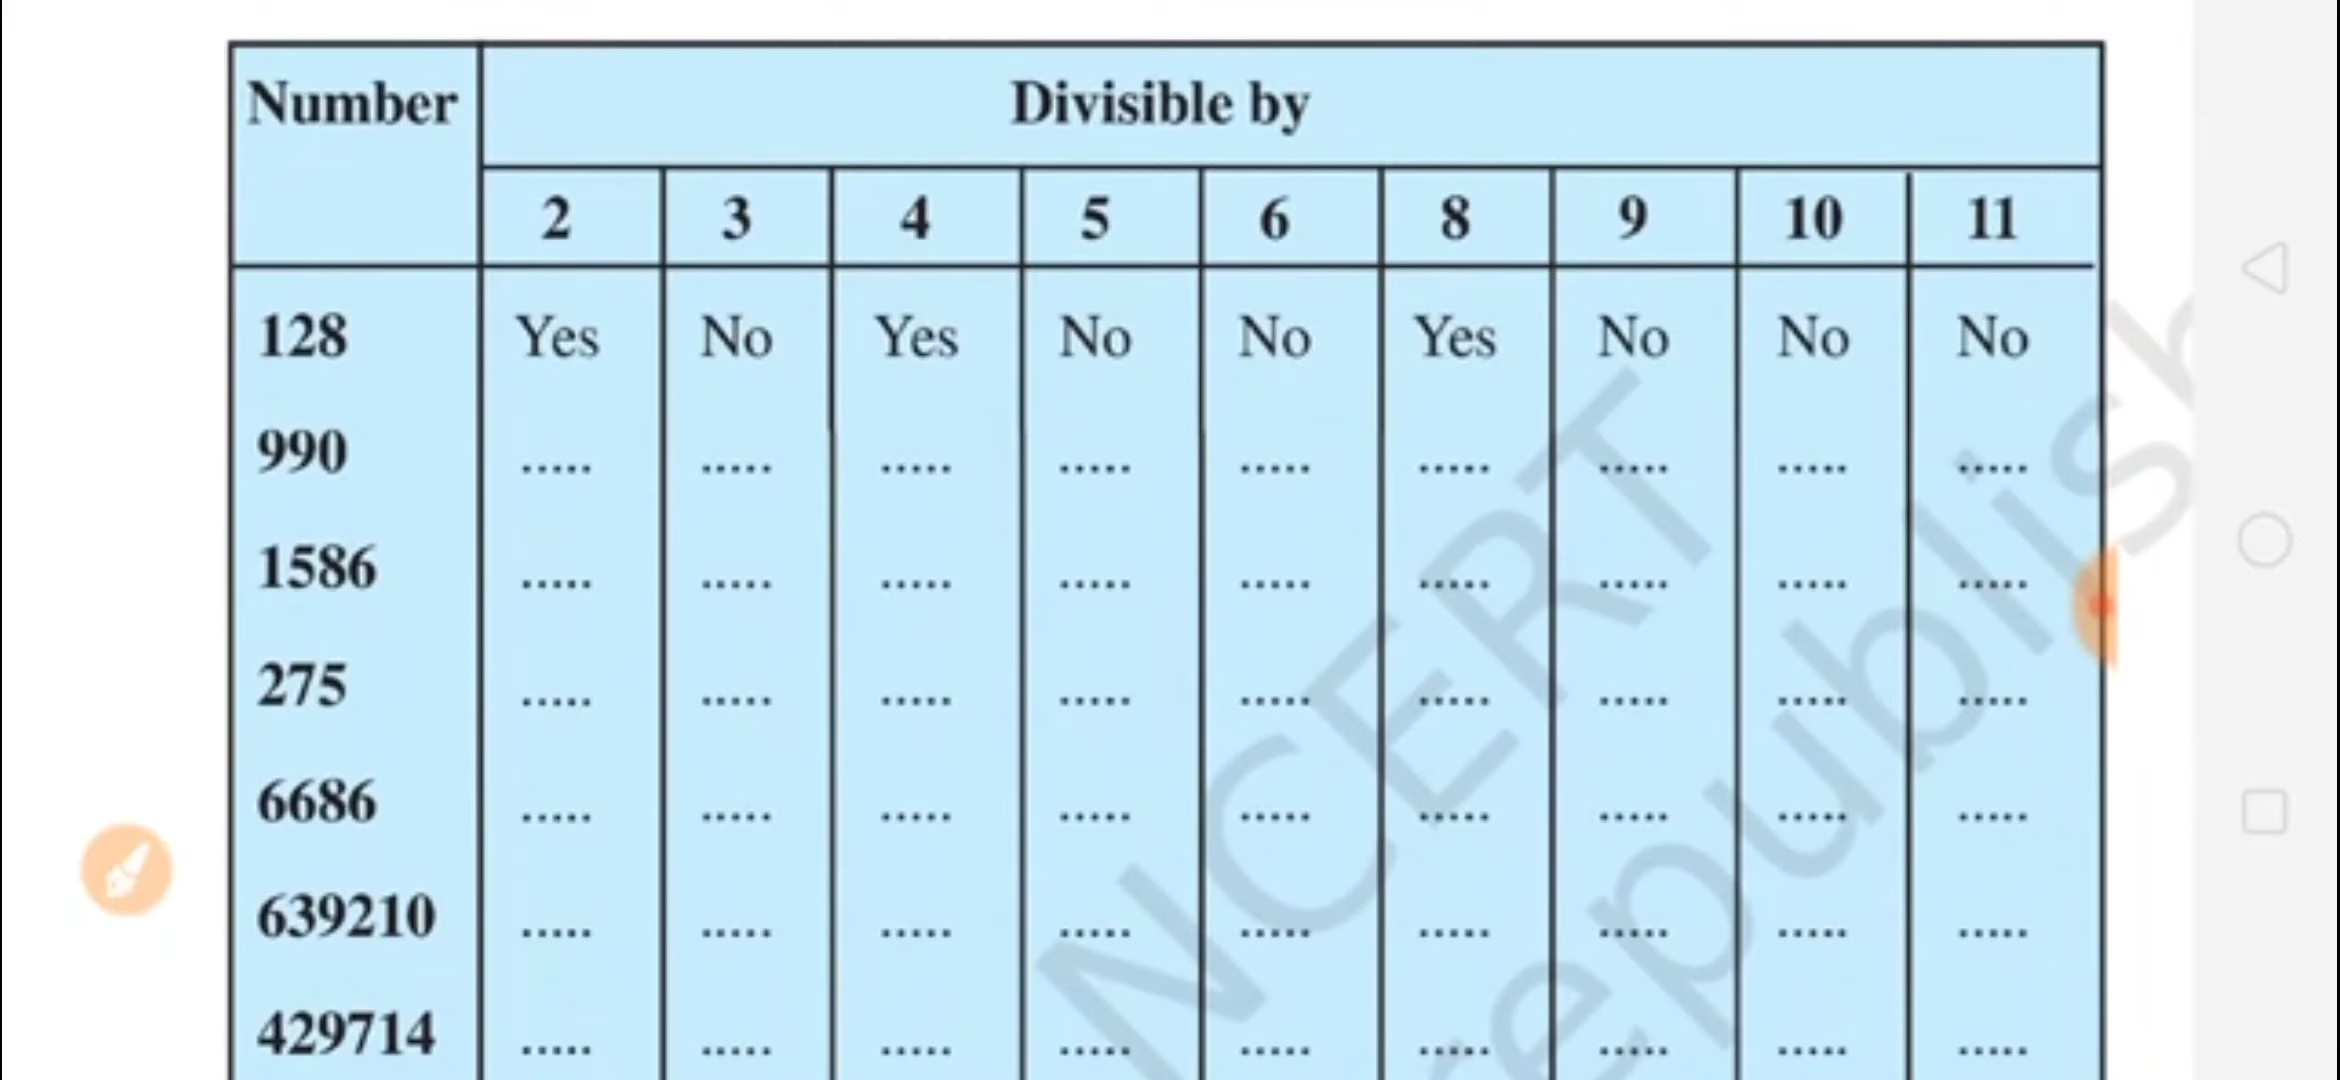 Number Divisible by
2 3 4 5 6 8 9 10 11
128 Yes No Yes No No Yes No No No
990 ..... ..... ..... ..... ..... ..... ..... ..... .....
1586 ..... ..... ..... ..... ..... ..... ..... ..... .....
275 ..... ..... ..... ..... ..... ..... ..... ..... .....
6686 ..... ..... ..... ..... ..... ..... ..... ..... .....
639210 ..... ..... ..... ..... ..... ..... ..... ..... .....
429714 ..... ..... ..... ..... ..... ..... ..... ..... .....
NCERT
republish